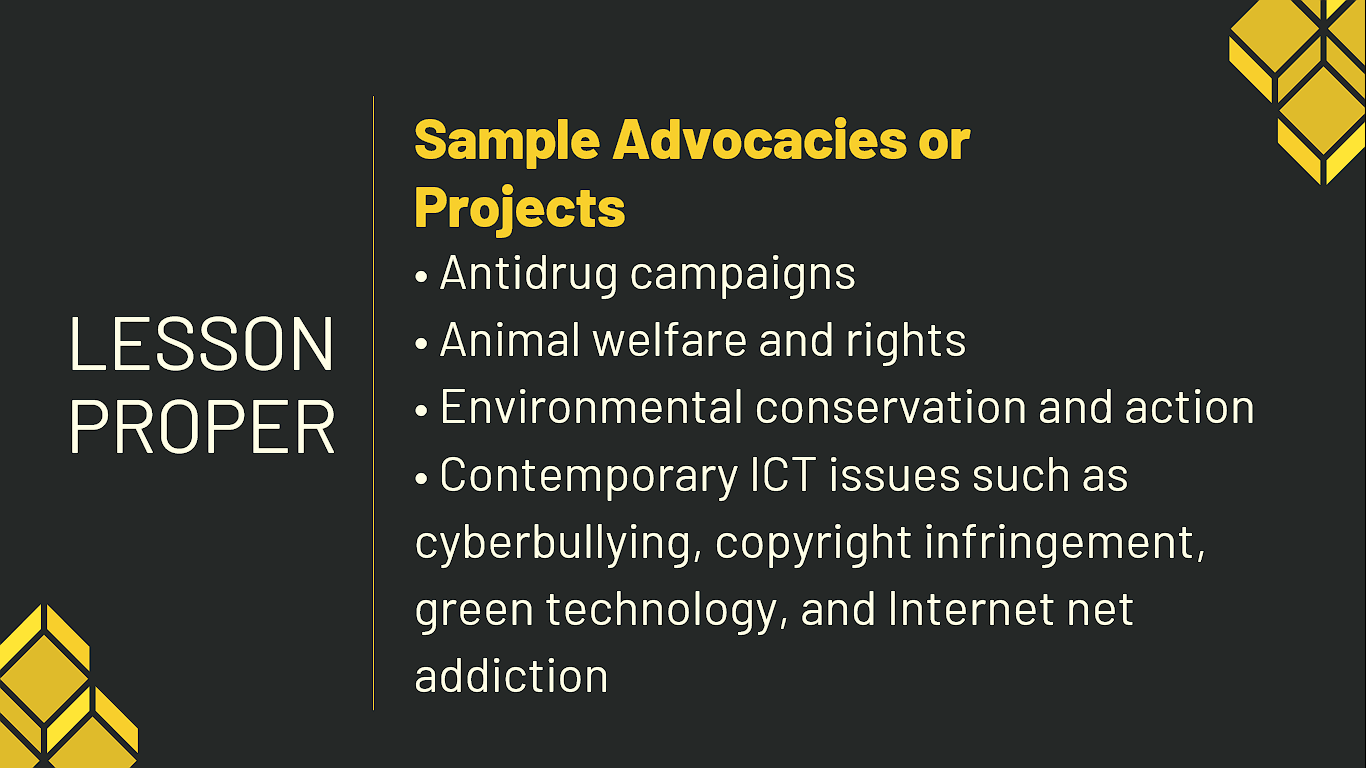 LESSON
PROPER
Sample Advocacies or
Projects
• Antidrug campaigns
• Animal welfare and rights
• Environmental conservation and action
• Contemporary ICT issues such as
cyberbullying, copyright infringement,
green technology, and Internet net
addiction